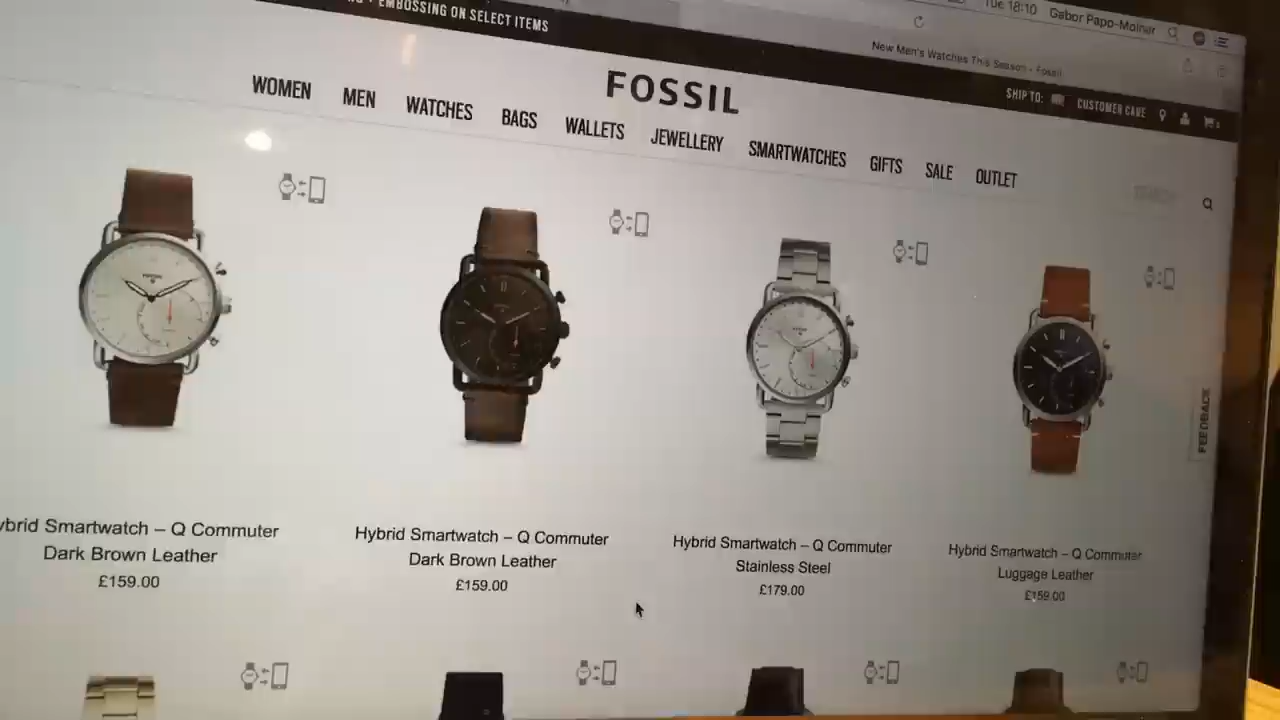 EMBOSSING ON SELECT ITEMS
Tue 18:10 Gabor Papp-Molnar
New Men's Watches This Season - Fossil
SHIP TO: CUSTOMER CARE
FOSSIL
WOMEN MEN WATCHES BAGS WALLETS JEWELLERY SMARTWATCHES GIFTS SALE OUTLET
SEARCH
FEEDBACK
ybrid Smartwatch – Q Commuter
Dark Brown Leather
£159.00
Hybrid Smartwatch – Q Commuter
Dark Brown Leather
£159.00
Hybrid Smartwatch – Q Commuter
Stainless Steel
£179.00
Hybrid Smartwatch – Q Commuter
Luggage Leather
£159.00